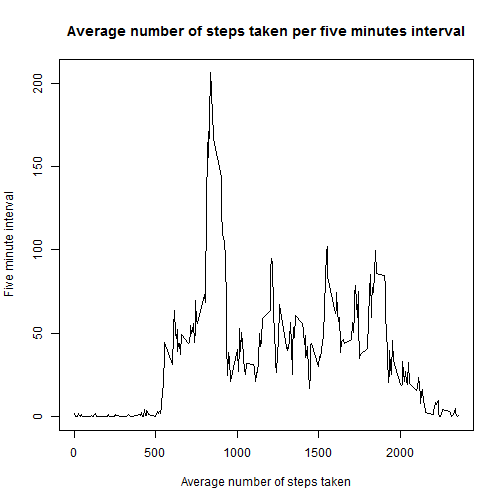 Average number of steps taken per five minutes interval
Five minute interval
200
150
100
50
0
0 500 1000 1500 2000
Average number of steps taken